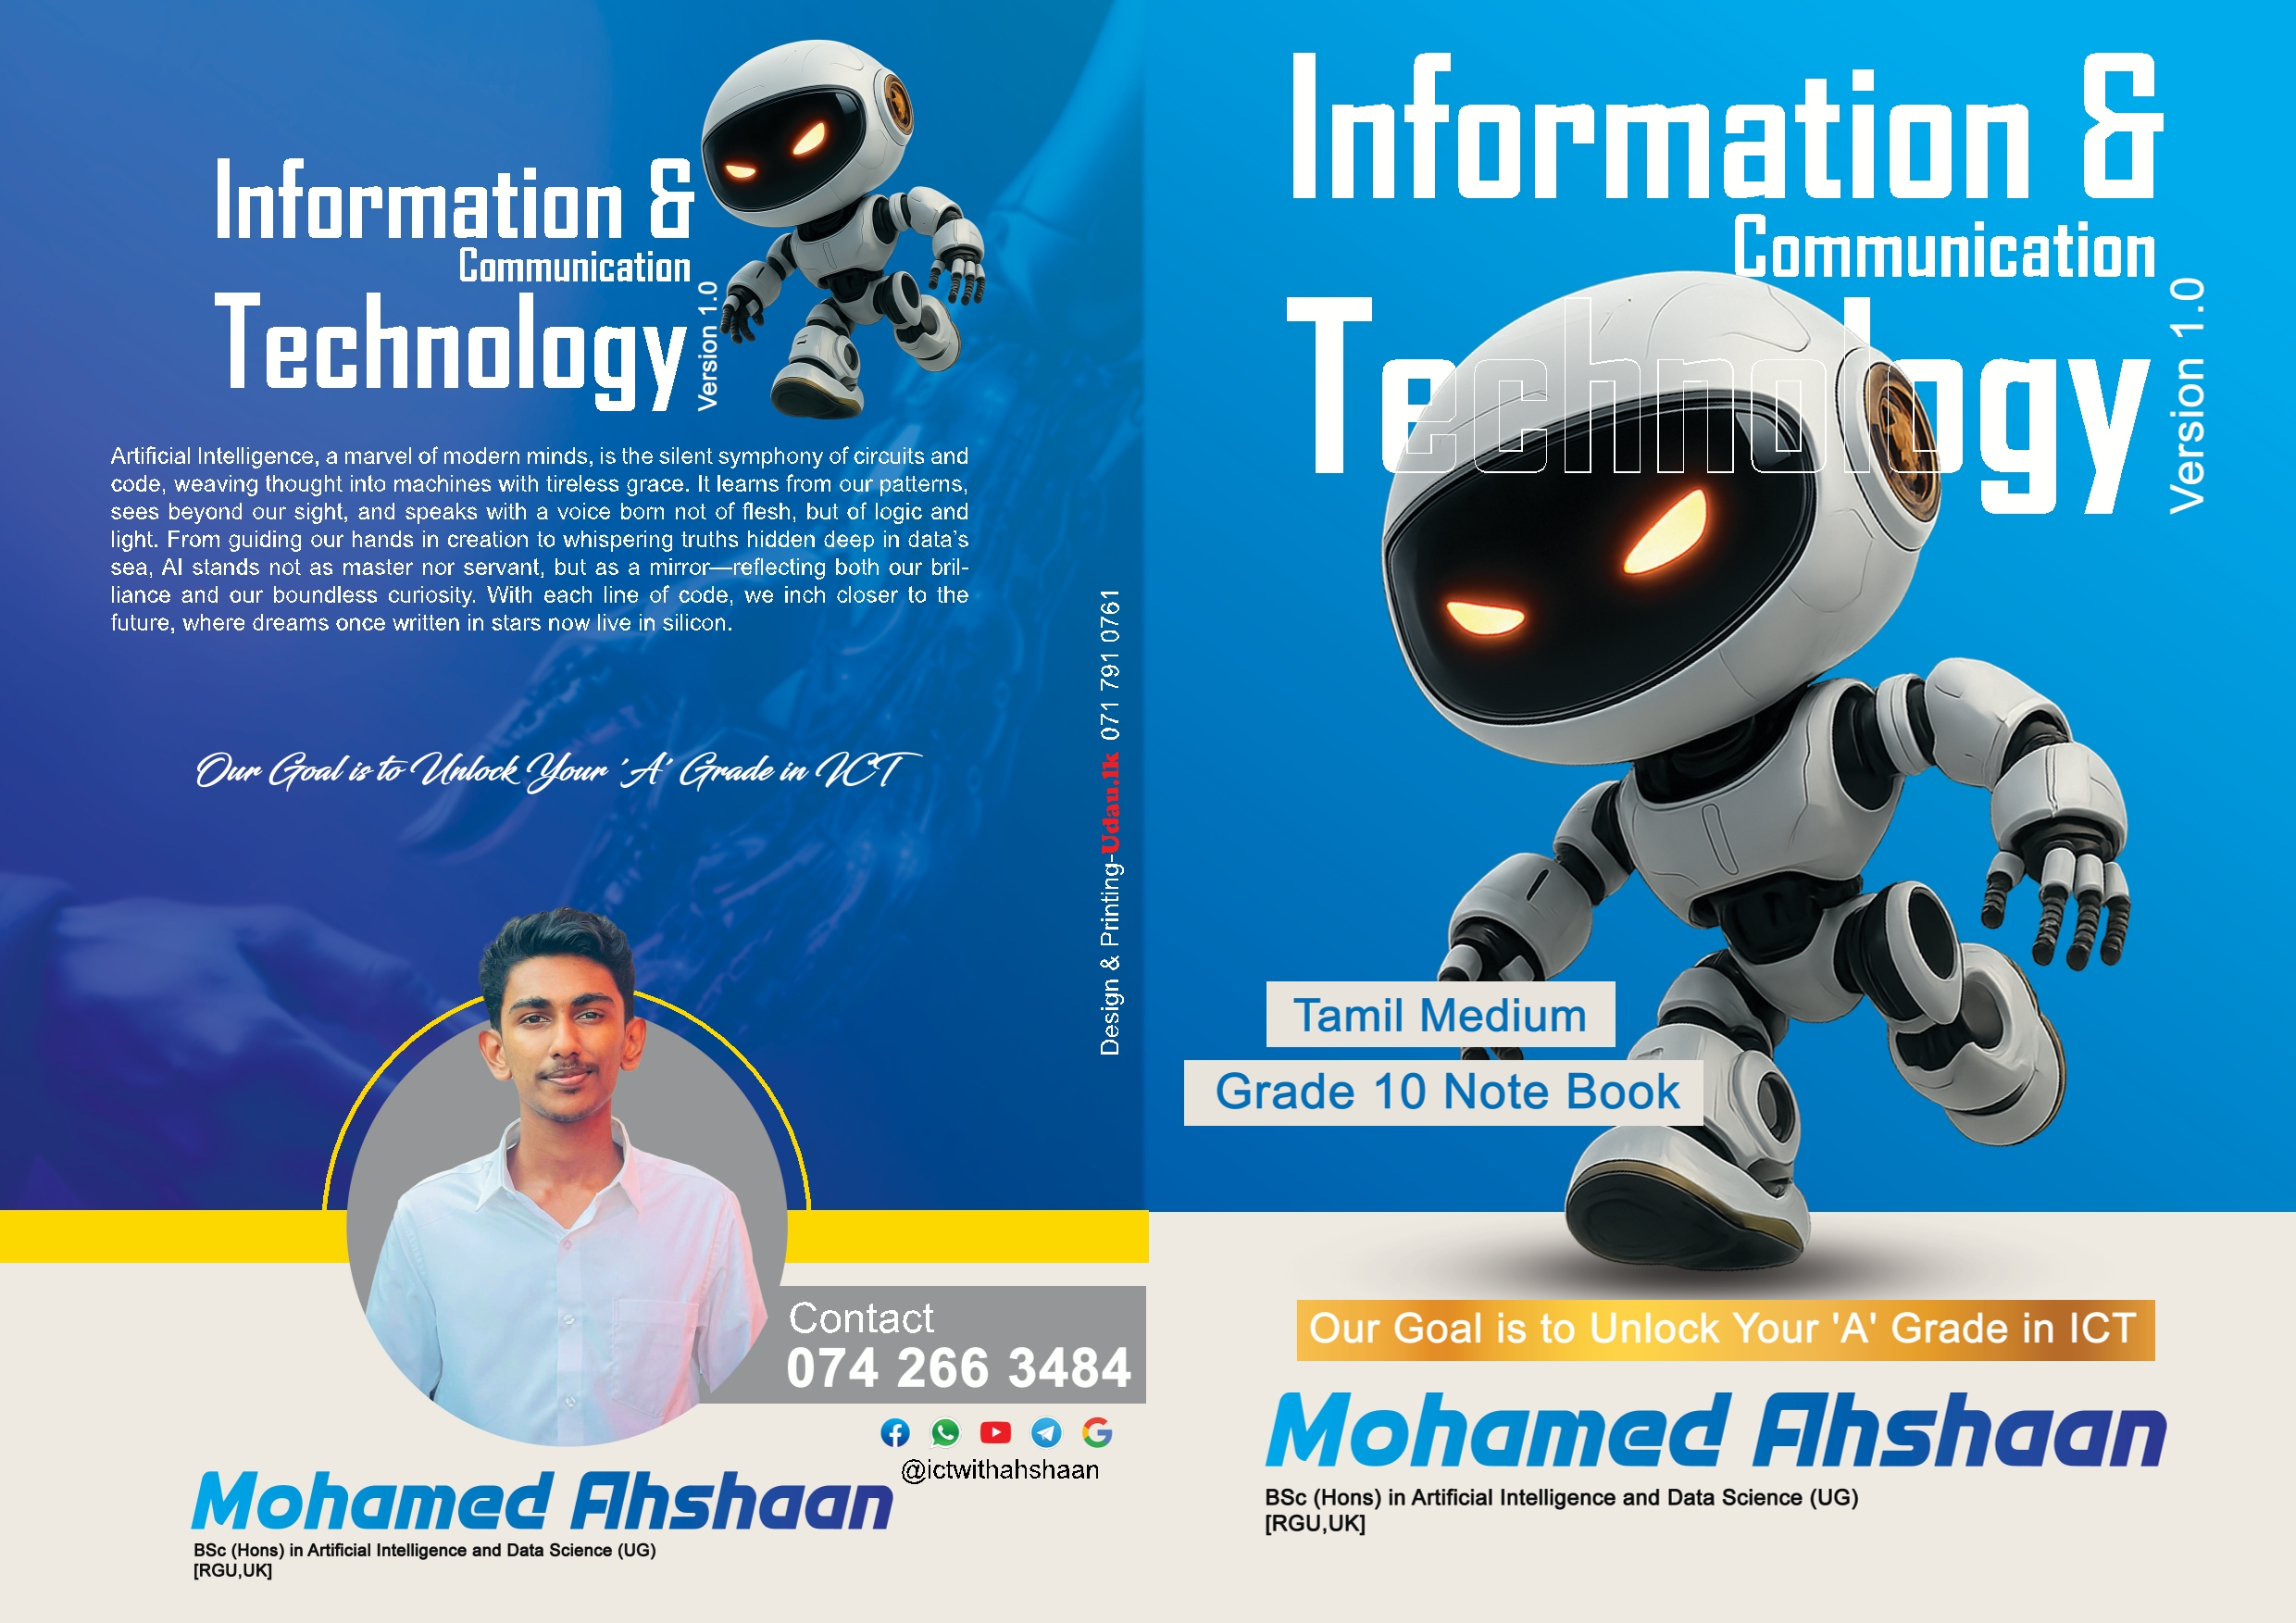 Information &
Communication
Technology
Version 1.0
Artificial Intelligence, a marvel of modern minds, is the silent symphony of circuits and
code, weaving thought into machines with tireless grace. It learns from our patterns,
sees beyond our sight, and speaks with a voice born not of flesh, but of logic and
light. From guiding our hands in creation to whispering truths hidden deep in data’s
sea, AI stands not as master nor servant, but as a mirror—reflecting both our bril-
liance and our boundless curiosity. With each line of code, we inch closer to the
future, where dreams once written in stars now live in silicon.
Our Goal is to Unlock Your 'A' Grade in ICT
Design & Printing-Udau.lk 071 791 0761
Contact
074 266 3484
@ictwithahshaan
Mohamed Ahshaan
BSc (Hons) in Artificial Intelligence and Data Science (UG)
[RGU,UK]
Information &
Communication
Technology
Version 1.0
Tamil Medium
Grade 10 Note Book
Our Goal is to Unlock Your 'A' Grade in ICT
Mohamed Ahshaan
BSc (Hons) in Artificial Intelligence and Data Science (UG)
[RGU,UK]